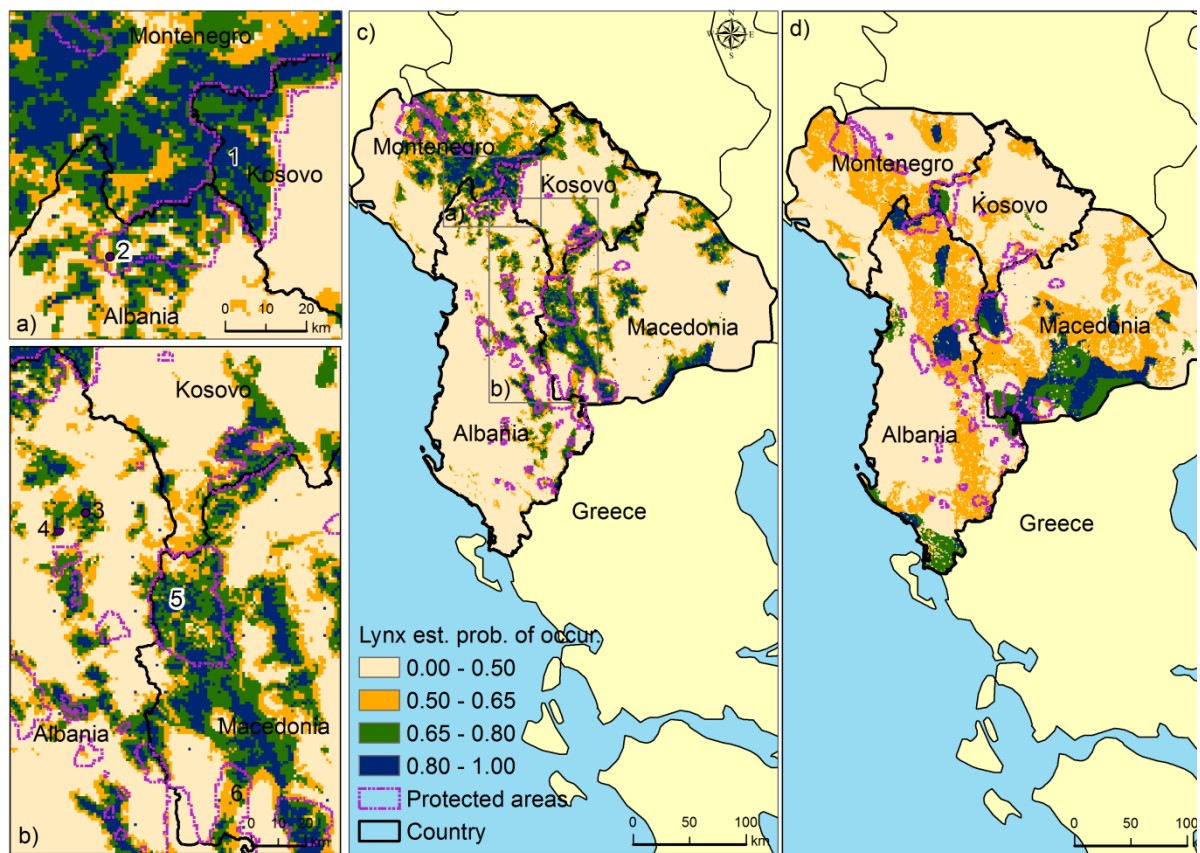 Montenegro
1
Kosovo
2
Albania
0 10 20
km
a)
Kosovo
3
4
5
Albania
Macedonia
6
0 10 20
km
b)
c)
N
W E
S
Montenegro
Kosovo
a)
Macedonia
b)
Albania
Greece
Lynx est. prob. of occur.
0.00 - 0.50
0.50 - 0.65
0.65 - 0.80
0.80 - 1.00
Protected areas
Country
0 50 100
km
d)
Montenegro
Kosovo
Macedonia
Albania
Greece
0 50 100
km